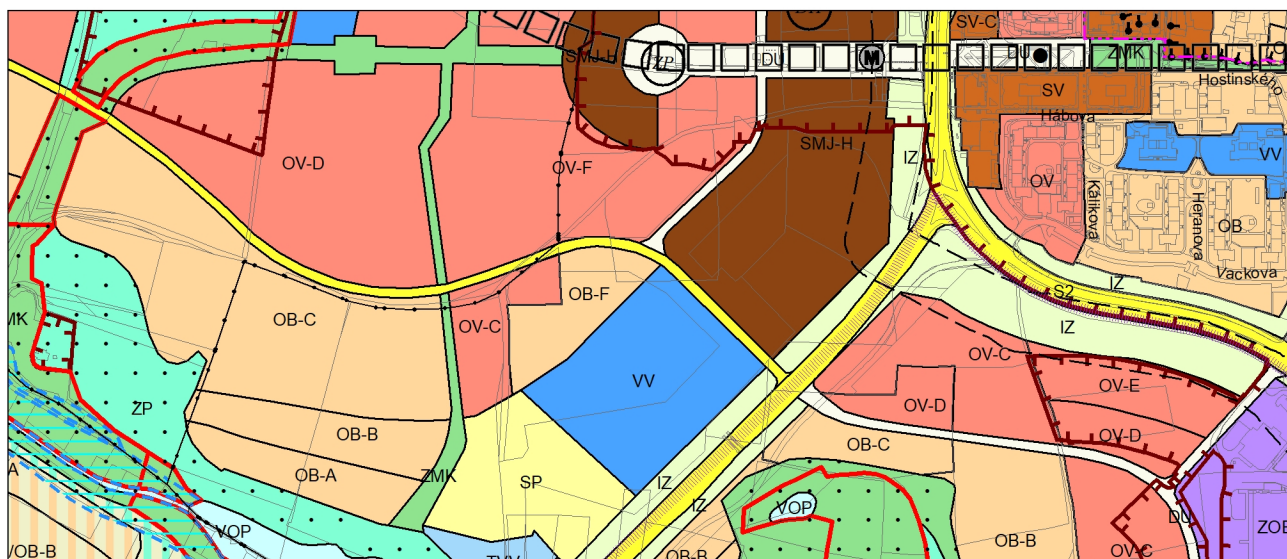 SV-C
SMJ-H
ZP
DU
M
DU
ZMK
Hostinského
SV
Hábova
SMJ-H
IZ
VV
OV-D
OV-F
OV
Kálikova
Heranova
OB
Vackova
OB-F
S2
IZ
IZ
OB-C
OV-C
OV-C
VV
OV-E
ZP
OV-D
OB-B
OV-D
OB-C
OB-A
ZMK
SP
IZ
IZ
VOP
VOP
DU
OB-B
OB-B
OV-C